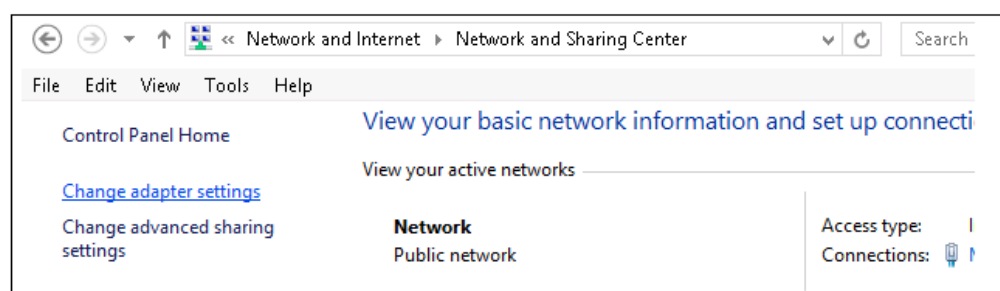 « Network and Internet ▸ Network and Sharing Center Search
File Edit View Tools Help
Control Panel Home
View your basic network information and set up
View your active networks
Change adapter settings
Change advanced sharing
settings
Network
Public network
Access type:
Connections: